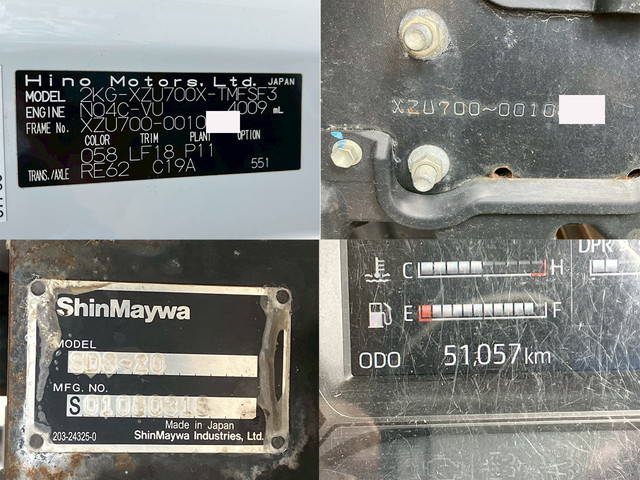 Hino Motors, Ltd. JAPAN
MODEL 2KG-XZU700X-TMFSF3
ENGINE N04C-VU 4009 mL
FRAME No. XZU700-0010
COLOR TRIM PLANT OPTION
058 LF18 P11
TRANS./AXLE RE62 C19A 551
XZU700-0010
ShinMaywa
MODEL
MFG. NO.
S
Made in Japan
203-24325-0 ShinMaywa Industries, Ltd.
C H
DPR
E F
ODO 51,057 km